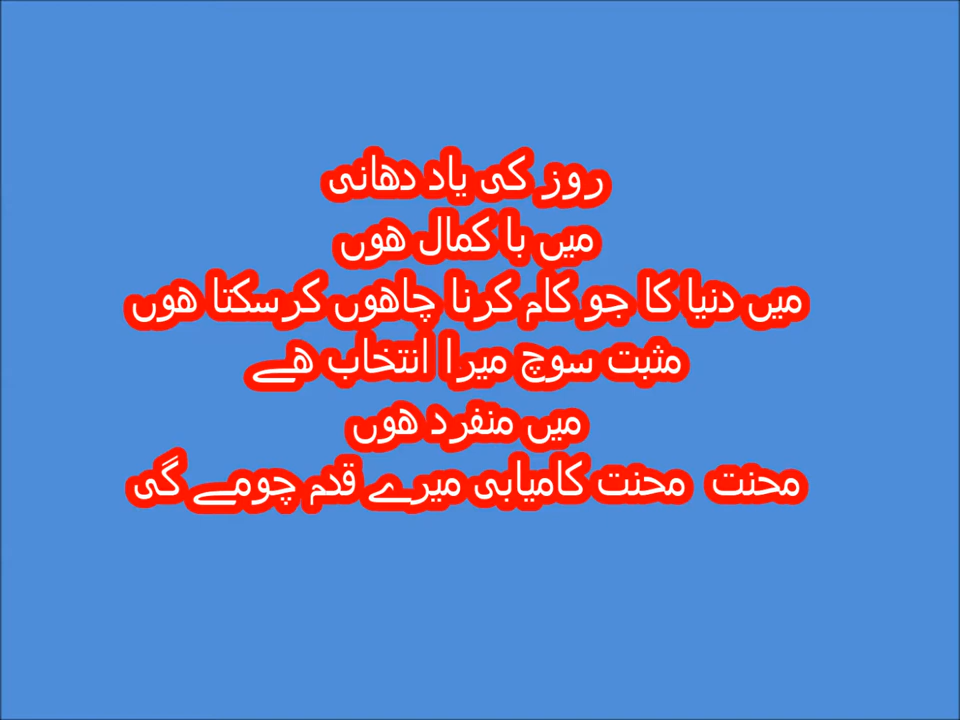 روز کی یاد دھانی
میں با کمال ھوں
میں دنیا کا جو کام کرنا چاھوں کرسکتا ھوں
مثبت سوچ میرا انتخاب ھے
میں منفرد ھوں
محنت محنت کامیابی میرے قدم چومے گی